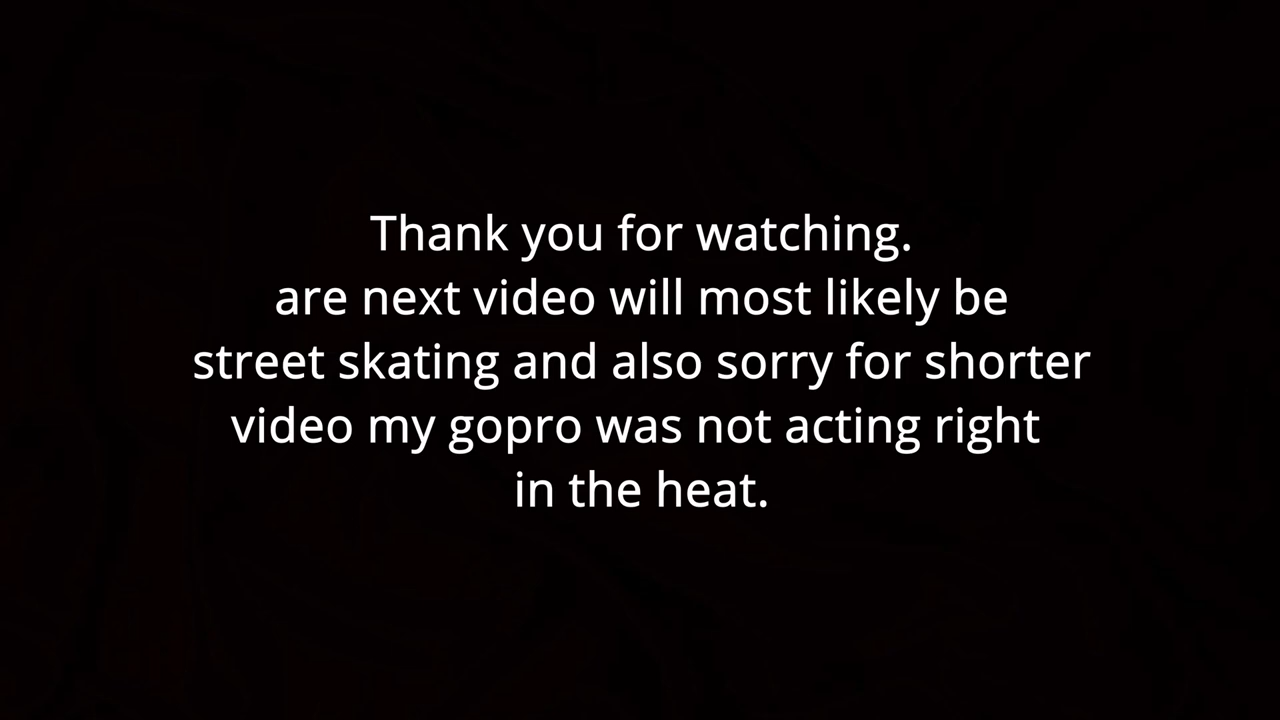 Thank you for watching.
are next video will most likely be
street skating and also sorry for shorter
video my gopro was not acting right
in the heat.